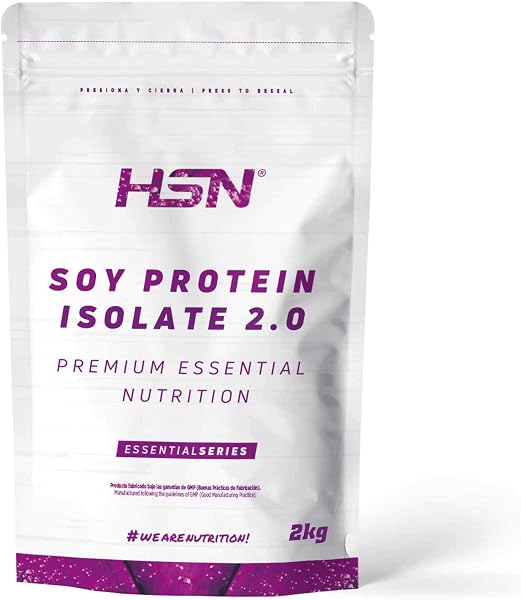 PRESIONA Y CIERRA | PRESS TO RESEAL
HSN®
SOY PROTEIN
ISOLATE 2.0
PREMIUM ESSENTIAL
NUTRITION
ESSENTIALSERIES
Producto fabricado bajo las garantías de GMP (Buenas Prácticas de Fabricación).
Manufactured following the guidelines of GMP (Good Manufacturing Practice).
#WEARENUTRITION!
2kg